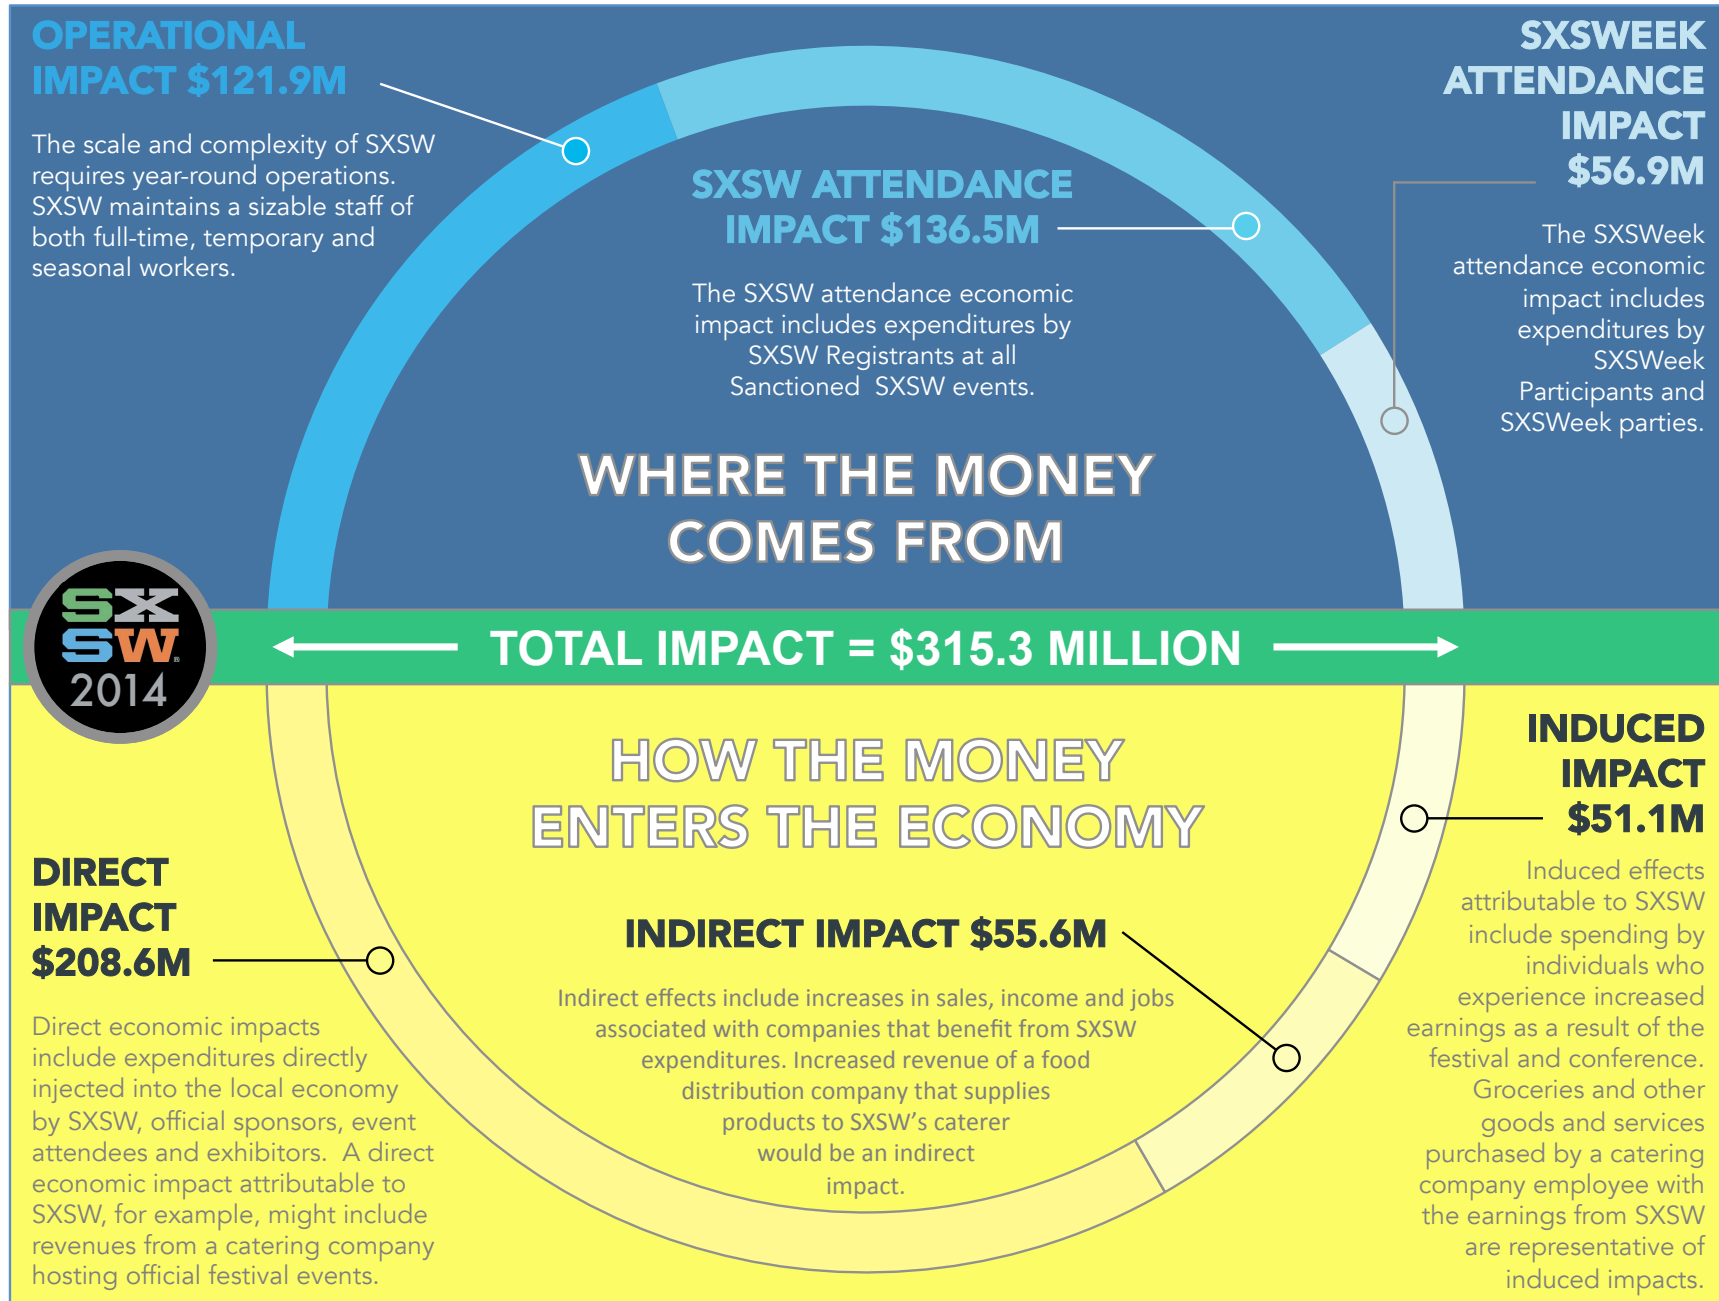 OPERATIONAL
IMPACT $121.9M
The scale and complexity of SXSW
requires year-round operations.
SXSW maintains a sizable staff of
both full-time, temporary and
seasonal workers.
SXSW ATTENDANCE
IMPACT $136.5M
The SXSW attendance economic
impact includes expenditures by
SXSW Registrants at all
Sanctioned SXSW events.
SXSWEEK
ATTENDANCE
IMPACT
$56.9M
The SXSWeek
attendance economic
impact includes
expenditures by
SXSWeek
Participants and
SXSWeek parties.
WHERE THE MONEY
COMES FROM
SX
SW®
2014
TOTAL IMPACT = $315.3 MILLION
HOW THE MONEY
ENTERS THE ECONOMY
DIRECT
IMPACT
$208.6M
Direct economic impacts
include expenditures directly
injected into the local economy
by SXSW, official sponsors, event
attendees and exhibitors. A direct
economic impact attributable to
SXSW, for example, might include
revenues from a catering company
hosting official festival events.
INDIRECT IMPACT $55.6M
Indirect effects include increases in sales, income and jobs
associated with companies that benefit from SXSW
expenditures. Increased revenue of a food
distribution company that supplies
products to SXSW’s caterer
would be an indirect
impact.
INDUCED
IMPACT
$51.1M
Induced effects
attributable to SXSW
include spending by
individuals who
experience increased
earnings as a result of the
festival and conference.
Groceries and other
goods and services
purchased by a catering
company employee with
the earnings from SXSW
are representative of
induced impacts.